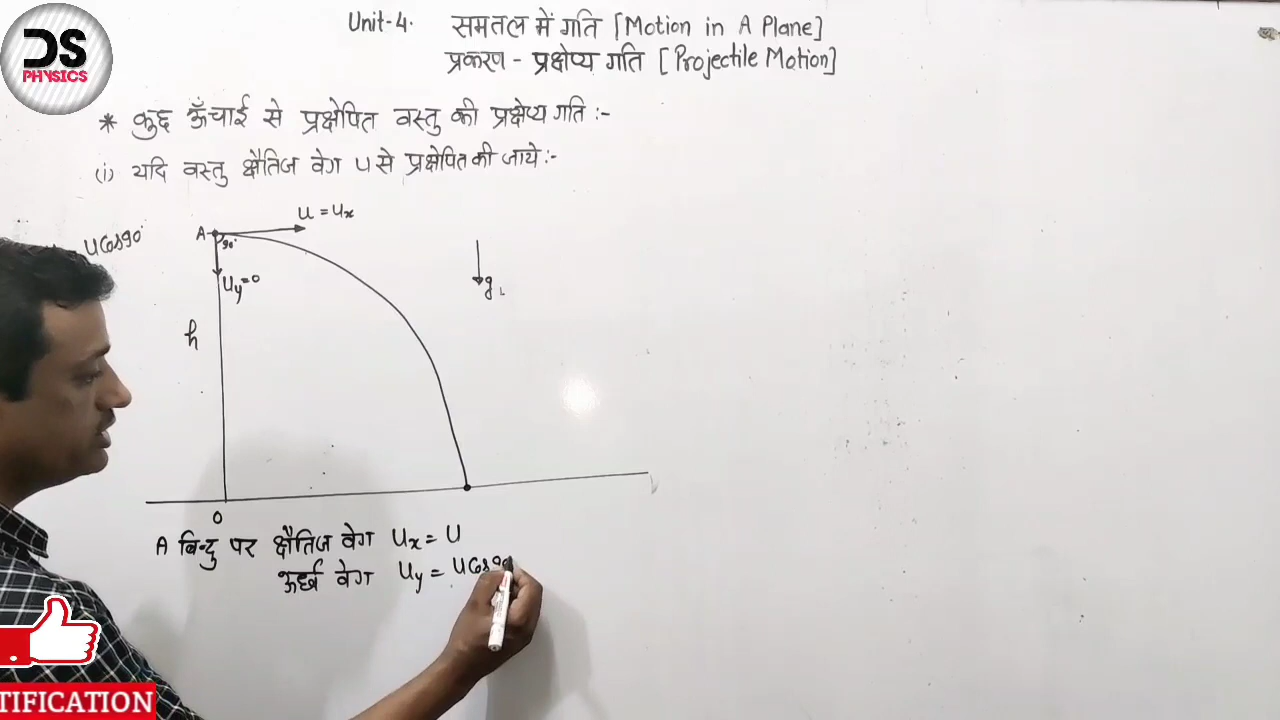 DS
PHYSICS
Unit-4. समतल में गति [Motion in A Plane]
प्रकरण - प्रक्षेप्य गति [Projectile Motion]
* कुछ ऊँचाई से प्रक्षेपित वस्तु की प्रक्षेप्य गति :-
(i) यदि वस्तु क्षैतिज वेग U से प्रक्षेपित की जाये :-
U = Ux
UCos90°
A
90°
Uy=0
g
h
O
A बिन्दु पर क्षैतिज वेग Ux = U
ऊर्ध्व वेग Uy = UCos90
TIFICATION